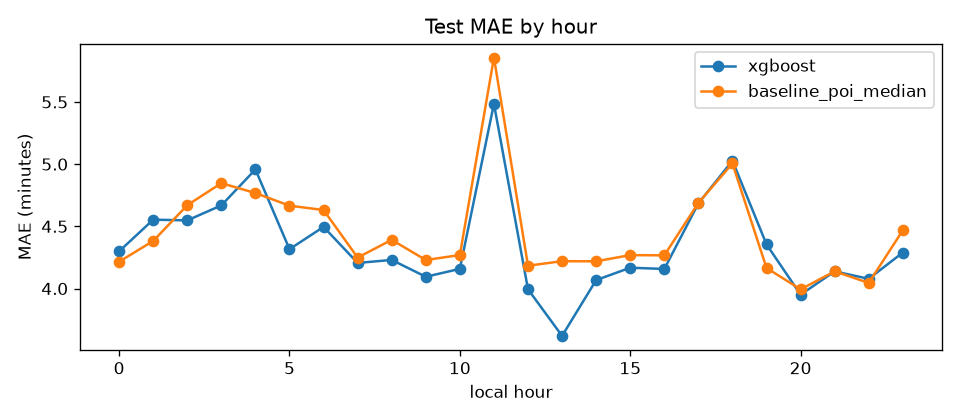 Test MAE by hour
xgboost
baseline_poi_median
MAE (minutes)
5.5
5.0
4.5
4.0
0
5
10
15
20
local hour